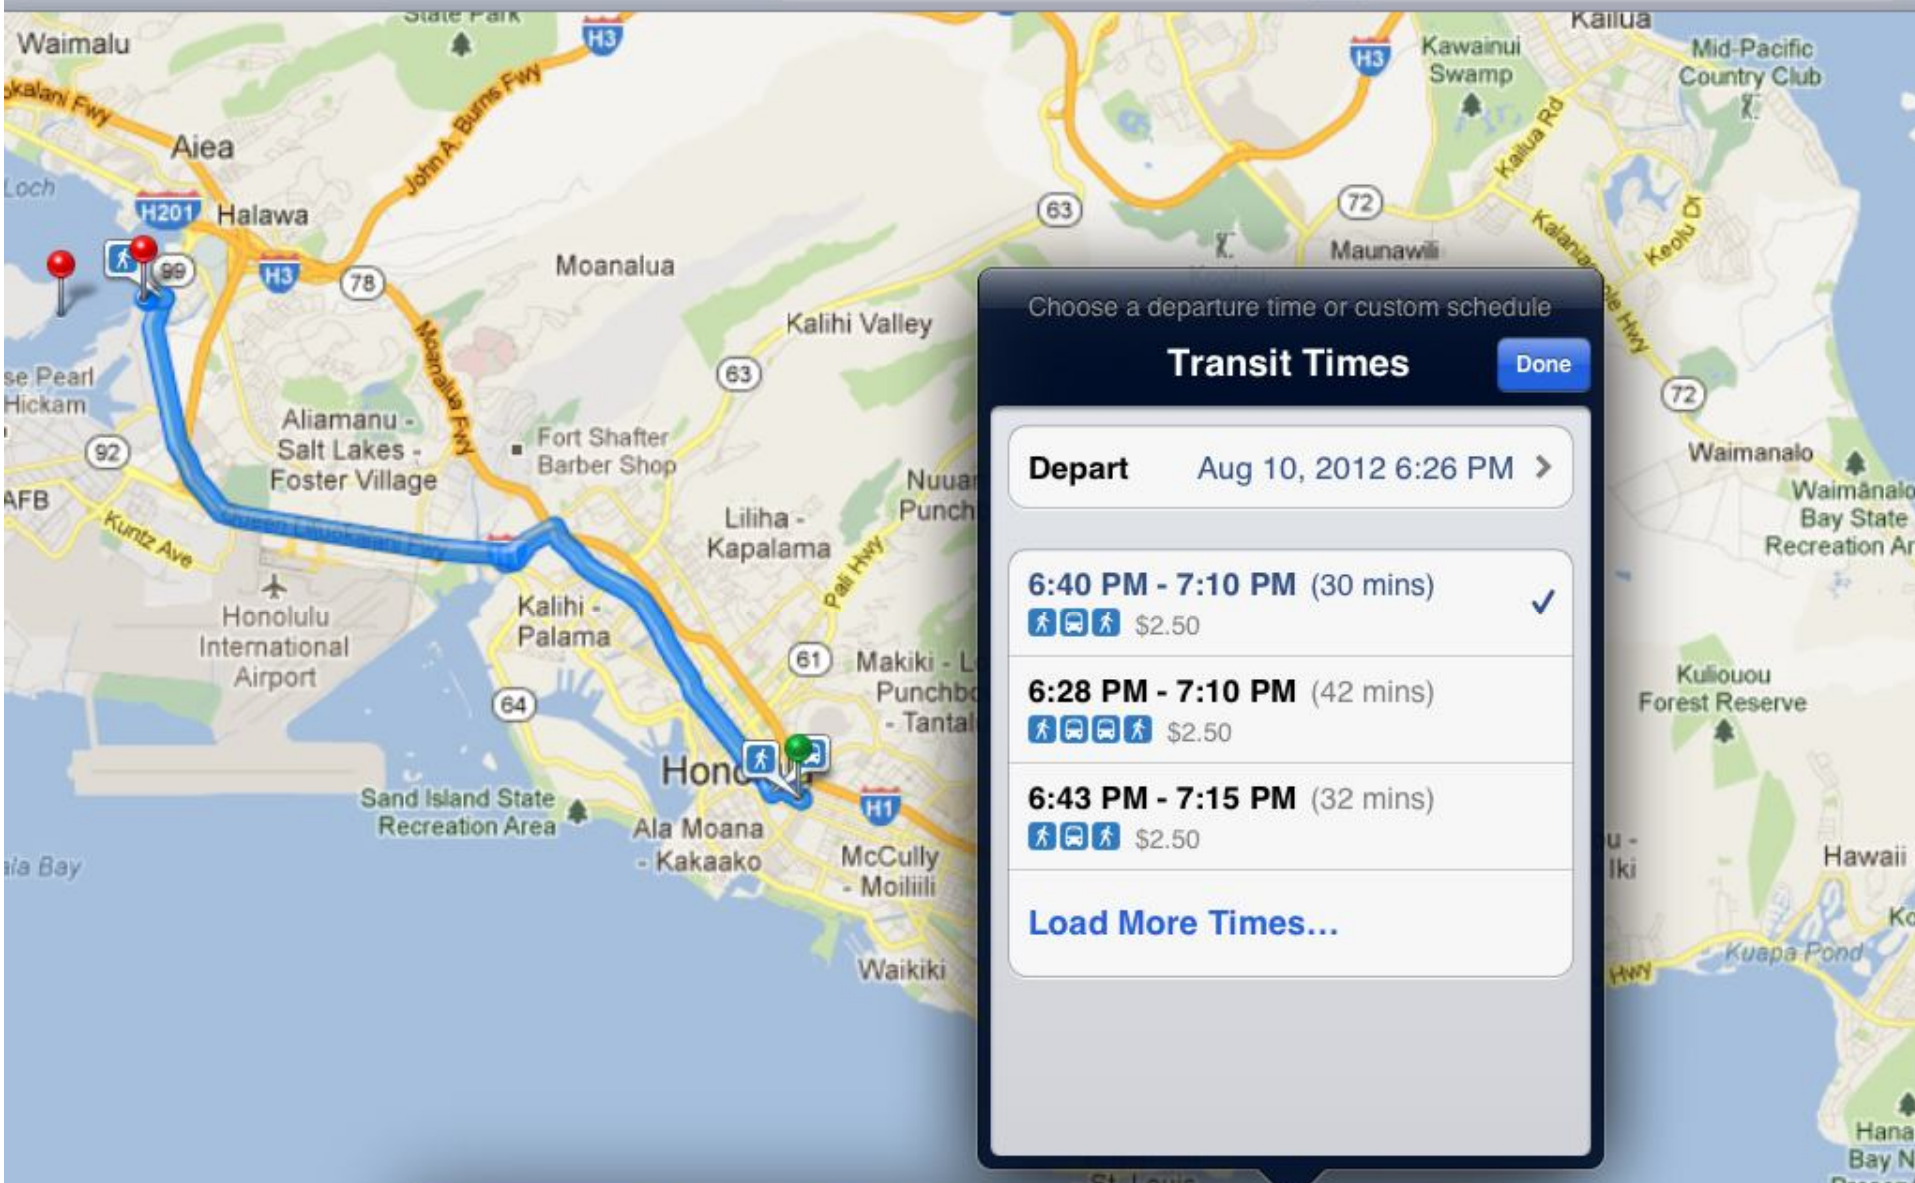 State Park
Waimalu
H3
H3
Kailua
Kawainui
Swamp
Mid-Pacific
Country Club
Aiea
John A. Burns Fwy
Kailua Rd
Loch
H201
Halawa
63
72
Keolu Dr
99
H3
78
Moanalua
Maunawili
Kalihi Valley
Moanalua Fwy
63
72
Hickam
Aliamanu -
Salt Lakes -
Foster Village
92
Fort Shafter
Barber Shop
Waimanalo
AFB
Kuntz Ave
Liliha -
Kapalama
Pali Hwy
Waimānalo
Bay State
Recreation Ar
Honolulu
International
Airport
Kalihi -
Palama
61
Makiki - L
Punchbo
- Tantal
64
Kuliouou
Forest Reserve
Sand Island State
Recreation Area
H1
Ala Moana
- Kakaako
McCully
- Moiliili
Hawaii
Waikiki
Kuapa Pond
Hwy
Hana
Bay N
Choose a departure time or custom schedule
Transit Times
Done
Depart Aug 10, 2012 6:26 PM
6:40 PM - 7:10 PM (30 mins)
$2.50
6:28 PM - 7:10 PM (42 mins)
$2.50
6:43 PM - 7:15 PM (32 mins)
$2.50
Load More Times...